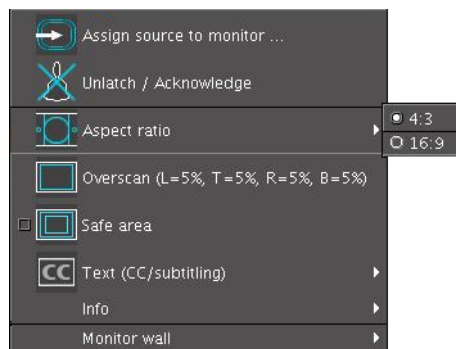 Assign source to monitor ...
Unlatch / Acknowledge
Aspect ratio
4:3
16:9
Overscan (L=5%, T=5%, R=5%, B=5%)
Safe area
CC Text (CC/subtitling)
Info
Monitor wall